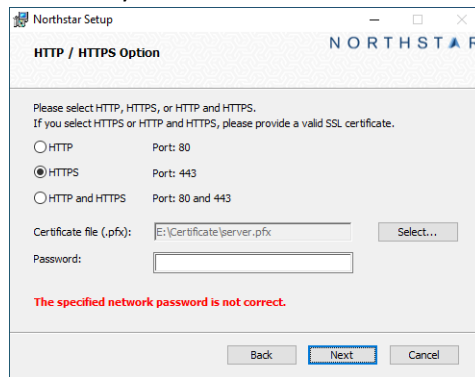 Northstar Setup
HTTP / HTTPS Option
NORTHSTAR
Please select HTTP, HTTPS, or HTTP and HTTPS.
If you select HTTPS or HTTP and HTTPS, please provide a valid SSL certificate.
HTTP Port: 80
HTTPS Port: 443
HTTP and HTTPS Port: 80 and 443
Certificate file (.pfx): E:\Certificate\server.pfx Select...
Password:
The specified network password is not correct.
Back Next Cancel